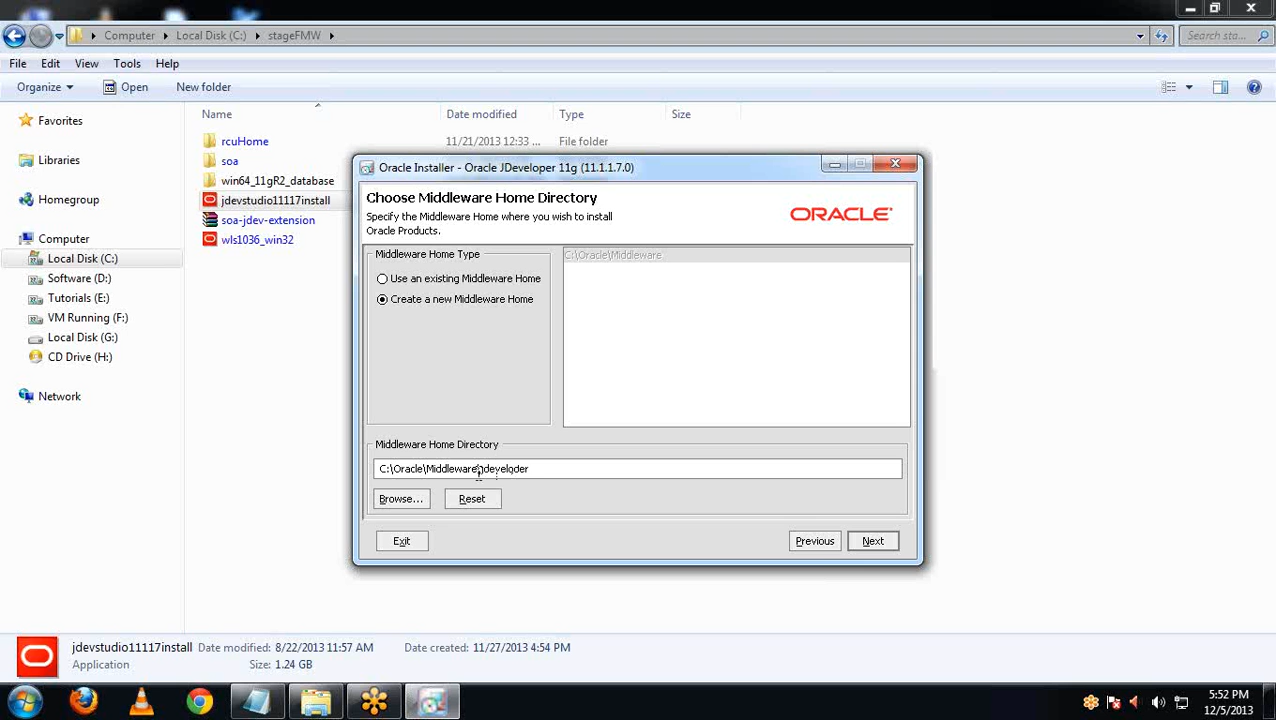 Computer
Local Disk (C:)
stageFMW
Search sta...
File
Edit
View
Tools
Help
Organize
Open
New folder
Name
Date modified
Type
Size
Favorites
Libraries
Homegroup
Computer
Local Disk (C:)
Software (D:)
Tutorials (E:)
VM Running (F:)
Local Disk (G:)
CD Drive (H:)
Network
rcuHome
11/21/2013 12:33 ...
File folder
soa
win64_11gR2_database
jdevstudio11117install
soa-jdev-extension
wls1036_win32
Oracle Installer - Oracle JDeveloper 11g (11.1.1.7.0)
Choose Middleware Home Directory
Specify the Middleware Home where you wish to install
Oracle Products.
ORACLE
Middleware Home Type
Use an existing Middleware Home
Create a new Middleware Home
C:\Oracle\Middleware
Middleware Home Directory
Browse...
Reset
Exit
Previous
Next
jdevstudio11117install
Date modified: 8/22/2013 11:57 AM
Date created: 11/27/2013 4:54 PM
Application
Size: 1.24 GB
5:52 PM
12/5/2013